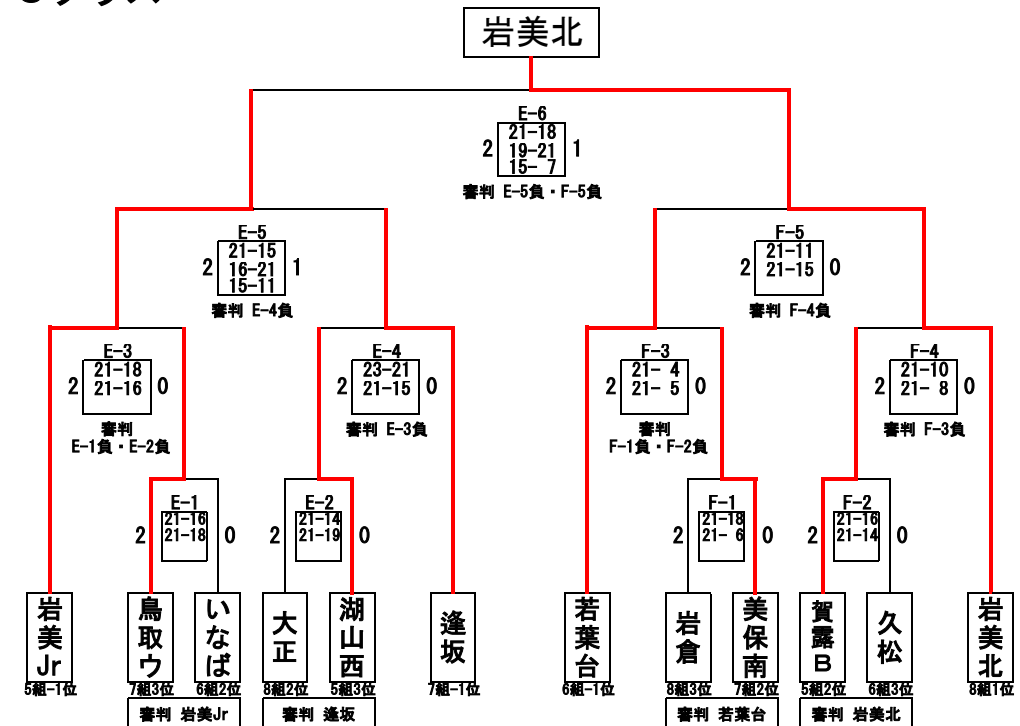 岩美北
E-6
21-18
2 19-21 1
15- 7
審判 E-5負・F-5負
E-5
21-15
2 16-21 1
15-11
審判 E-4負
F-5
21-11
2 21-15 0
審判 F-4負
E-3
21-18
2 21-16 0
審判
E-1負・E-2負
E-4
23-21
2 21-15 0
審判 E-3負
F-3
21- 4
2 21- 5 0
審判
F-1負・F-2負
F-4
21-10
2 21- 8 0
審判 F-3負
E-1
21-16
2 21-18 0
E-2
21-14
2 21-19 0
F-1
21-18
2 21- 6 0
F-2
21-16
2 21-14 0
岩美Jr
5組-1位
鳥取ウ
7組3位
いなば
6組2位
大正
8組2位
湖山西
5組3位
逢坂
7組-1位
若葉台
6組-1位
岩倉
8組3位
美保南
7組2位
賀露B
5組2位
久松
6組3位
岩美北
8組1位
審判 岩美Jr
審判 逢坂
審判 若葉台
審判 岩美北